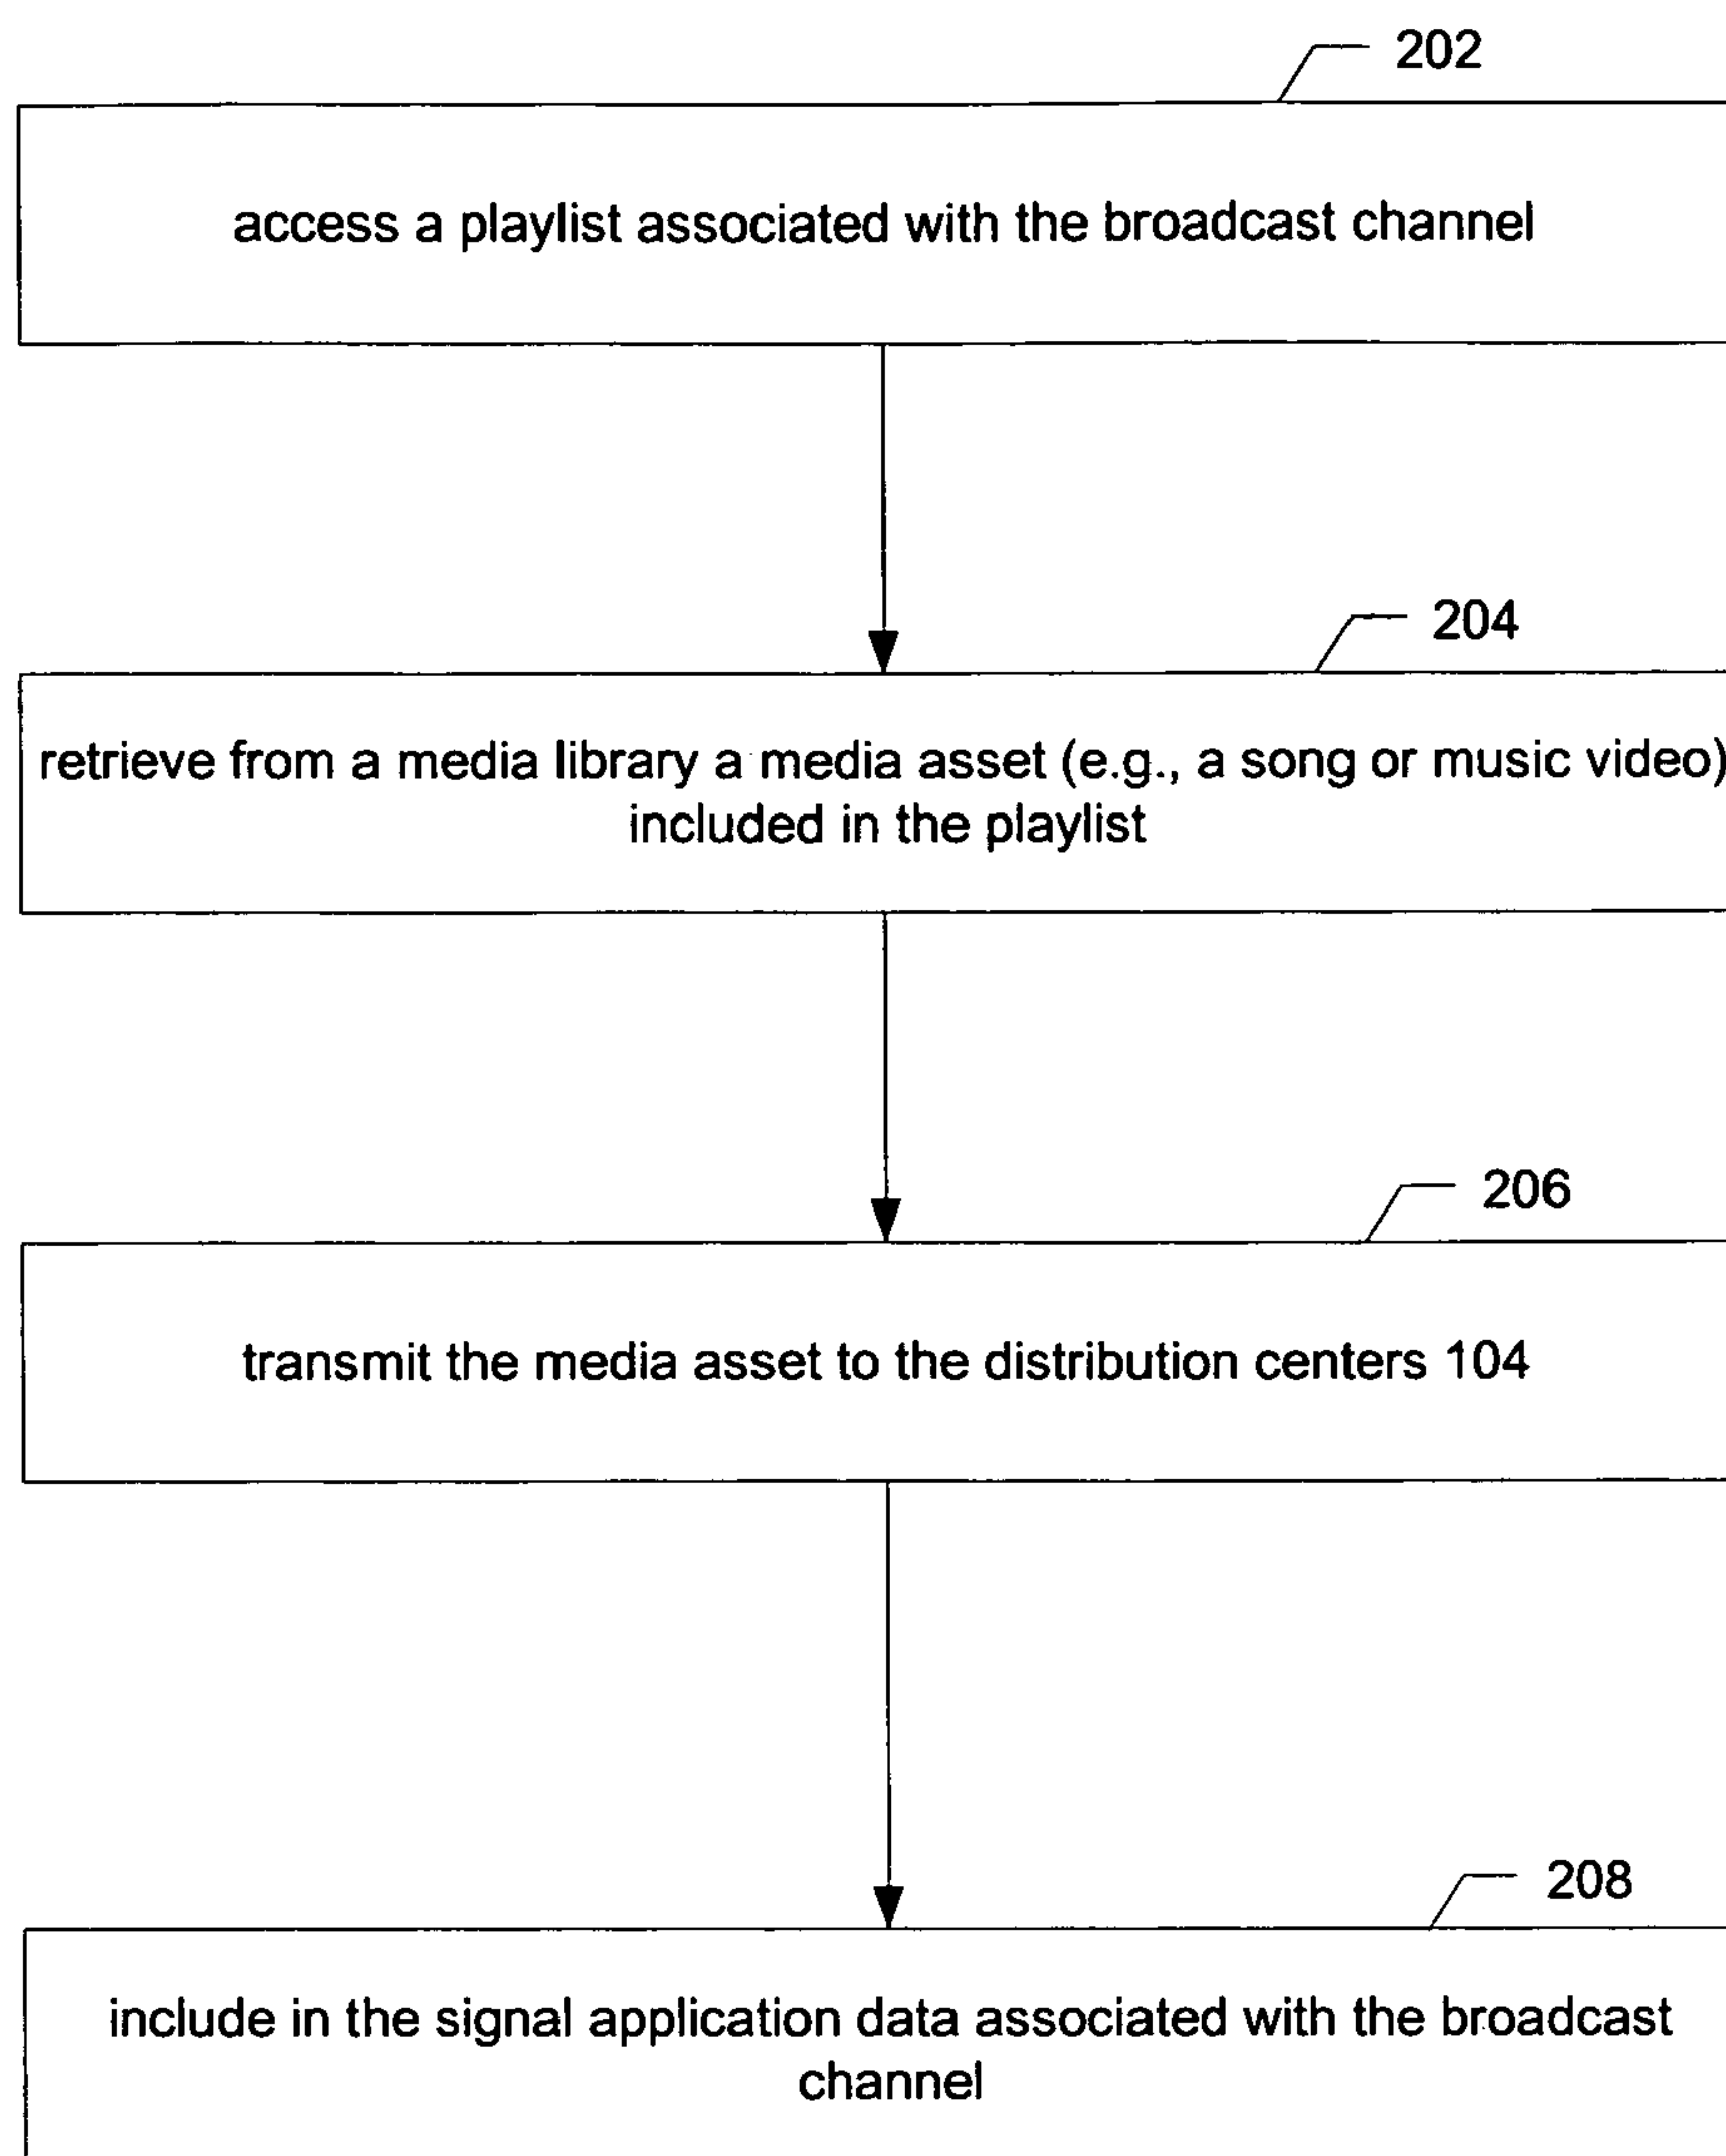 202
access a playlist associated with the broadcast channel
204
retrieve from a media library a media asset (e.g., a song or music video)
included in the playlist
206
transmit the media asset to the distribution centers 104
208
include in the signal application data associated with the broadcast
channel